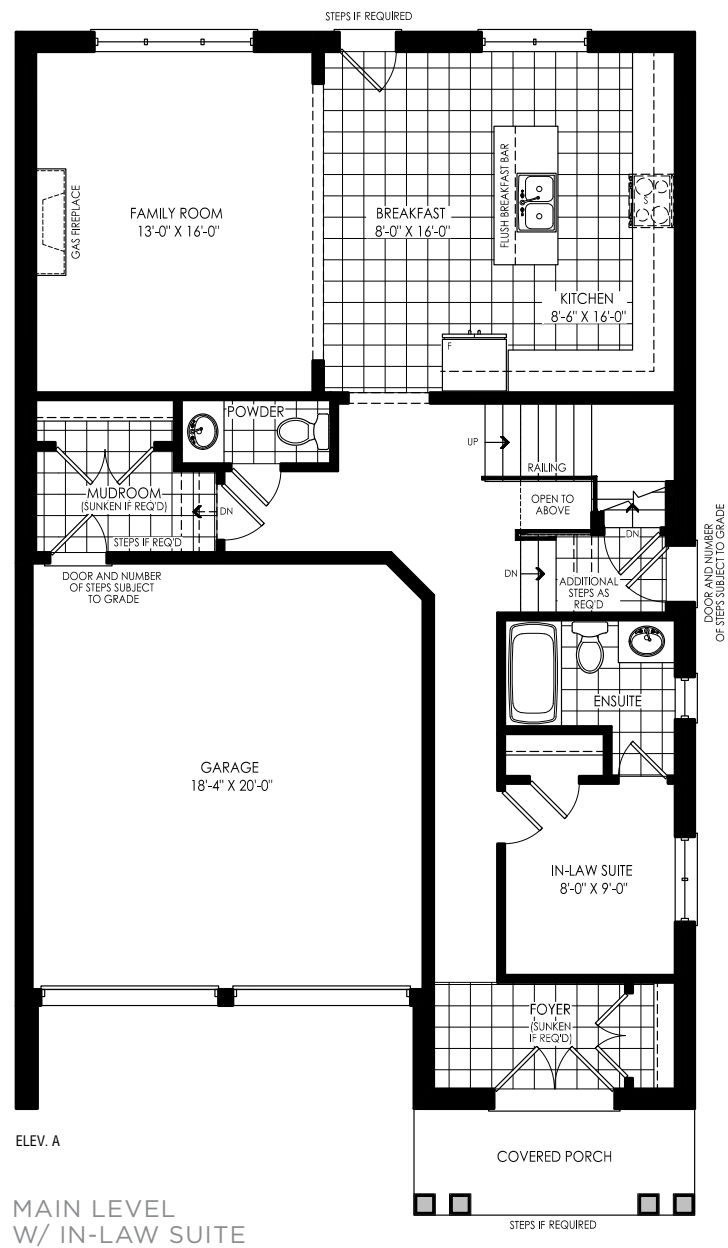 STEPS IF REQUIRED
GAS FIREPLACE
FAMILY ROOM
13'-0" X 16'-0"
BREAKFAST
8'-0" X 16'-0"
FLUSH BREAKFAST BAR
S
KITCHEN
8'-6" X 16'-0"
F
POWDER
UP
RAILING
MUDROOM
(SUNKEN IF REQ'D)
DN
STEPS IF REQ'D
OPEN TO
ABOVE
DN
DN
ADDITIONAL
STEPS AS
REQ'D
DOOR AND NUMBER
OF STEPS SUBJECT TO GRADE
DOOR AND NUMBER
OF STEPS SUBJECT
TO GRADE
ENSUITE
GARAGE
18'-4" X 20'-0"
IN-LAW SUITE
8'-0" X 9'-0"
FOYER
(SUNKEN
IF REQ'D)
ELEV. A
COVERED PORCH
STEPS IF REQUIRED
MAIN LEVEL
W/ IN-LAW SUITE